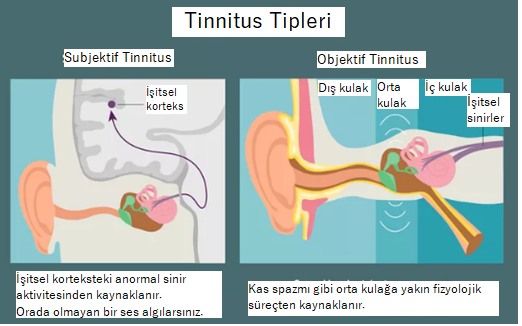 Tinnitus Tipleri
Subjektif Tinnitus
İşitsel
korteks
İşitsel korteksteki anormal sinir
aktivitesinden kaynaklanır.
Orada olmayan bir ses algılarsınız.
Objektif Tinnitus
Dış kulak
Orta
kulak
İç kulak
İşitsel
sinirler
Kas spazmı gibi orta kulağa yakın fizyolojik
süreçten kaynaklanır.